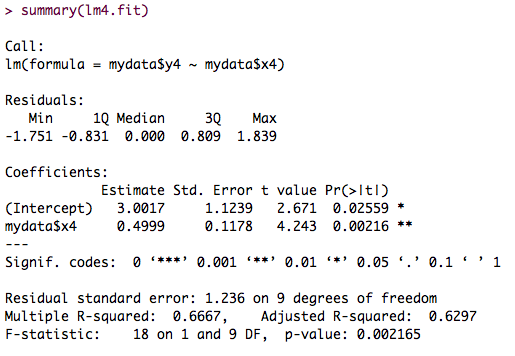 > summary(lm4.fit)
Call:
lm(formula = mydata$y4 ~ mydata$x4)
Residuals:
   Min     1Q Median     3Q    Max
-1.751 -0.831  0.000  0.809  1.839
Coefficients:
            Estimate Std. Error t value Pr(>|t|)
(Intercept)   3.0017     1.1239   2.671  0.02559 *
mydata$x4     0.4999     0.1178   4.243  0.00216 **
---
Signif. codes:  0 ‘***’ 0.001 ‘**’ 0.01 ‘*’ 0.05 ‘.’ 0.1 ‘ ’ 1
Residual standard error: 1.236 on 9 degrees of freedom
Multiple R-squared:  0.6667,    Adjusted R-squared:  0.6297
F-statistic:    18 on 1 and 9 DF,  p-value: 0.002165